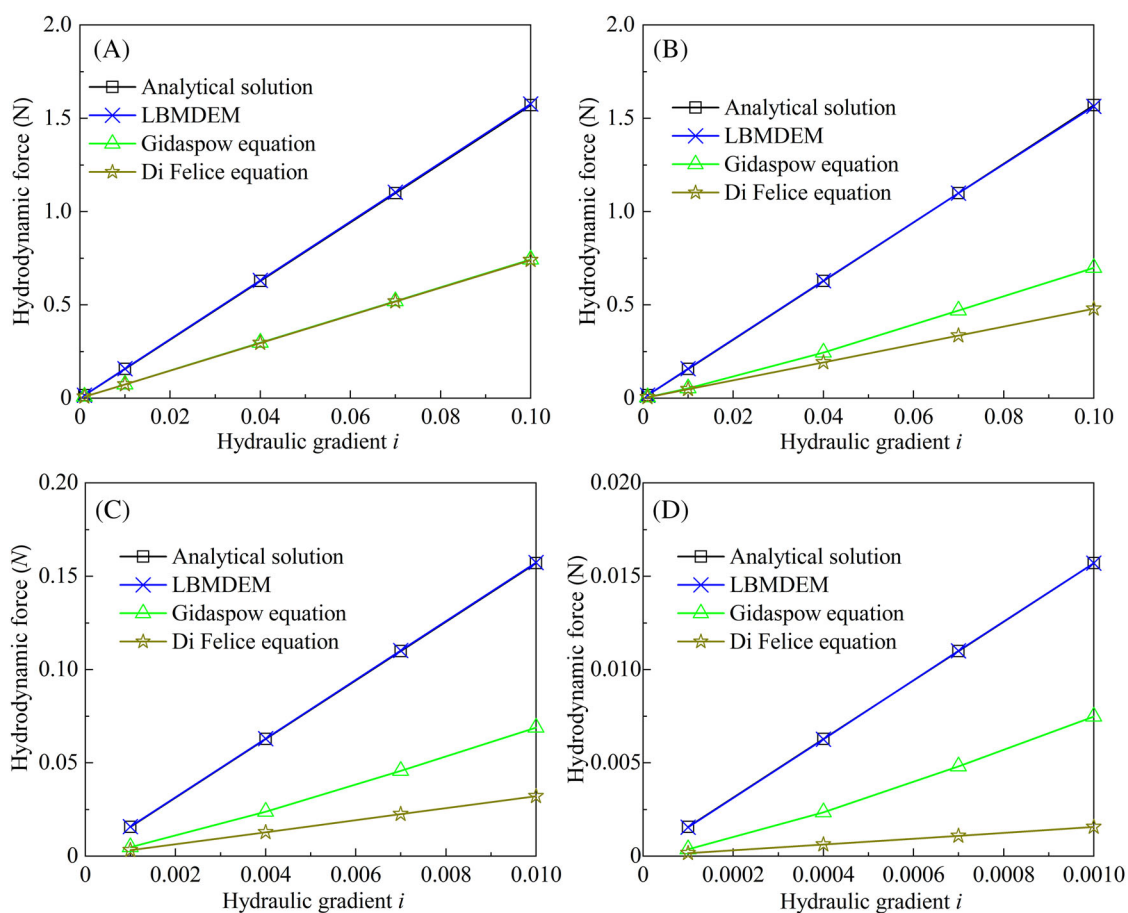 (A)
2.0
1.5
1.0
0.5
0
Hydrodynamic force (N)
Analytical solution
LBMDEM
Gidaspow equation
Di Felice equation
0 0.02 0.04 0.06 0.08 0.10
Hydraulic gradient i
(B)
2.0
1.5
1.0
0.5
0
Hydrodynamic force (N)
Analytical solution
LBMDEM
Gidaspow equation
Di Felice equation
0 0.02 0.04 0.06 0.08 0.10
Hydraulic gradient i
(C)
0.20
0.15
0.10
0.05
0
Hydrodynamic force (N)
Analytical solution
LBMDEM
Gidaspow equation
Di Felice equation
0 0.002 0.004 0.006 0.008 0.010
Hydraulic gradient i
(D)
0.020
0.015
0.010
0.005
0
Hydrodynamic force (N)
Analytical solution
LBMDEM
Gidaspow equation
Di Felice equation
0 0.0002 0.0004 0.0006 0.0008 0.0010
Hydraulic gradient i